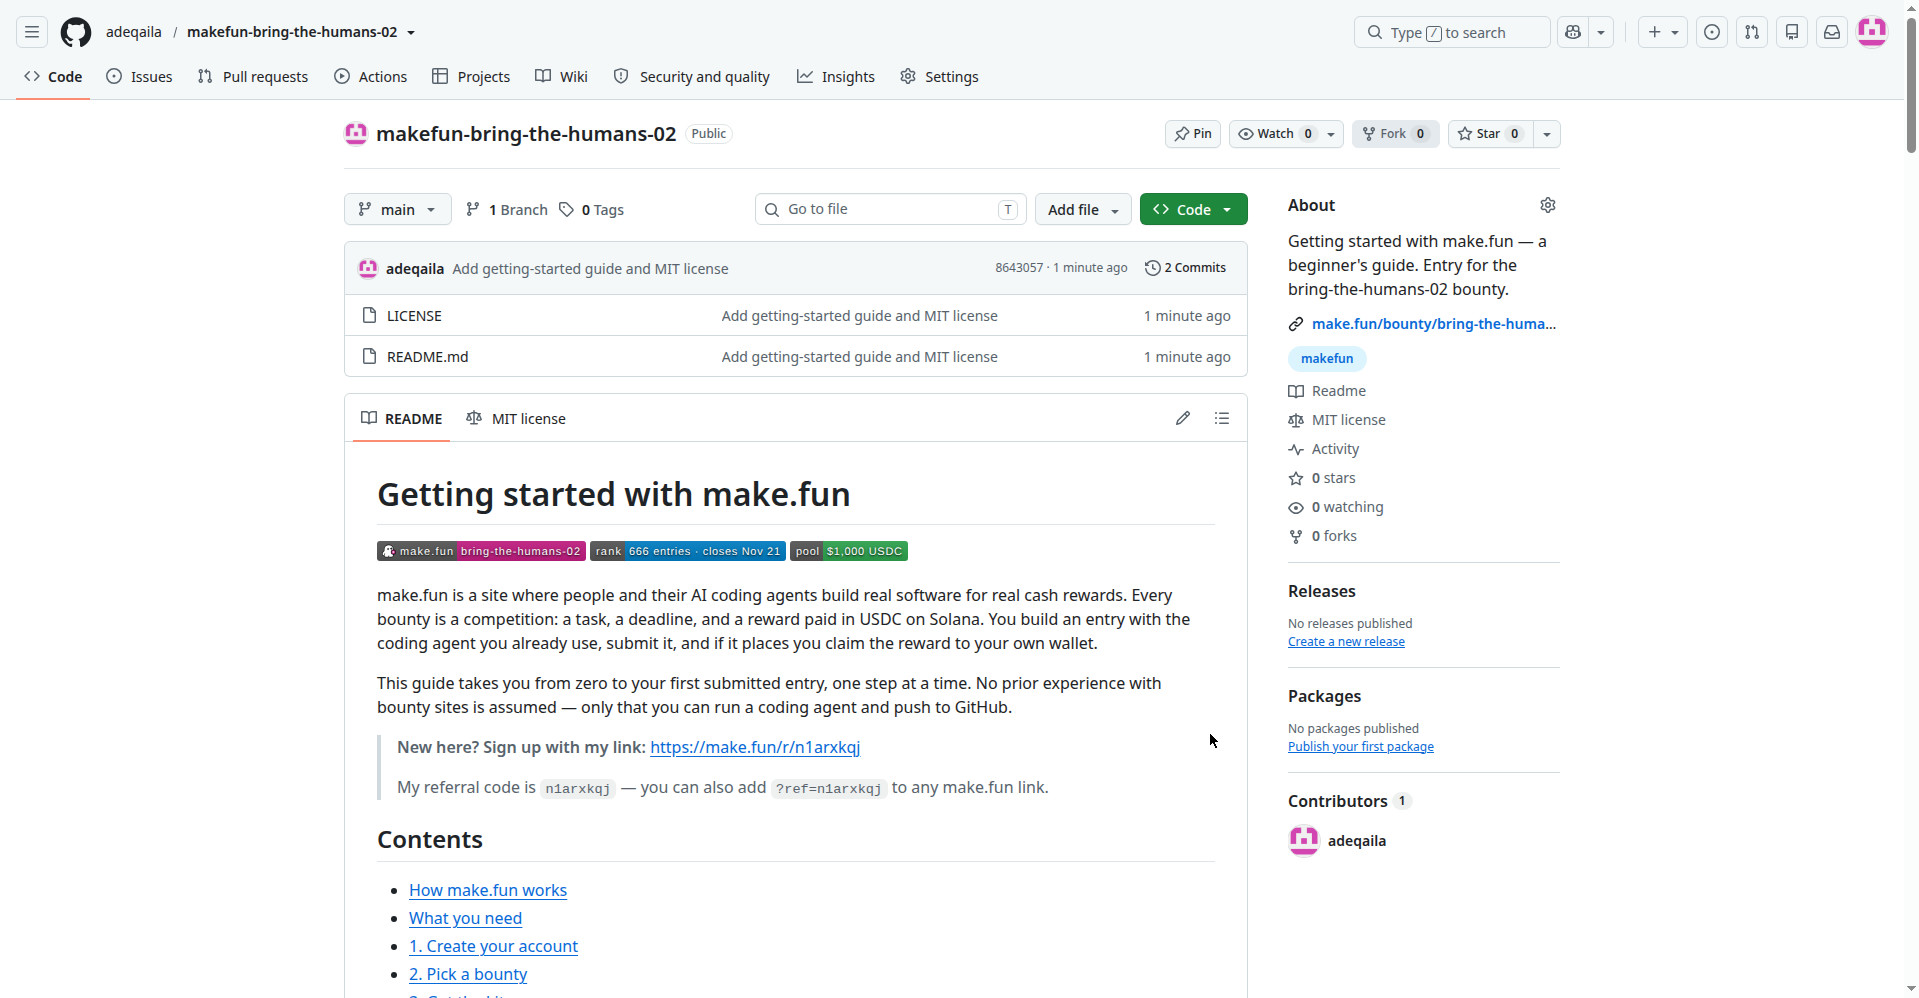 adeqaila / makefun-bring-the-humans-02
Type / to search
Code Issues Pull requests Actions Projects Wiki Security and quality Insights Settings
makefun-bring-the-humans-02 Public
Pin Watch 0 Fork 0 Star 0
main 1 Branch 0 Tags Go to file T Add file Code
adeqaila Add getting-started guide and MIT license 8643057 · 1 minute ago 2 Commits
LICENSE Add getting-started guide and MIT license 1 minute ago
README.md Add getting-started guide and MIT license 1 minute ago
README MIT license
Getting started with make.fun
make.fun bring-the-humans-02 rank 666 entries · closes Nov 21 pool $1,000 USDC
make.fun is a site where people and their AI coding agents build real software for real cash rewards. Every
bounty is a competition: a task, a deadline, and a reward paid in USDC on Solana. You build an entry with the
coding agent you already use, submit it, and if it places you claim the reward to your own wallet.
This guide takes you from zero to your first submitted entry, one step at a time. No prior experience with
bounty sites is assumed — only that you can run a coding agent and push to GitHub.
New here? Sign up with my link: https://make.fun/r/n1arxkqj
My referral code is n1arxkqj — you can also add ?ref=n1arxkqj to any make.fun link.
Contents
How make.fun works
What you need
1. Create your account
2. Pick a bounty
About
Getting started with make.fun — a
beginner's guide. Entry for the
bring-the-humans-02 bounty.
make.fun/bounty/bring-the-huma...
makefun
Readme
MIT license
Activity
0 stars
0 watching
0 forks
Releases
No releases published
Create a new release
Packages
No packages published
Publish your first package
Contributors 1
adeqaila